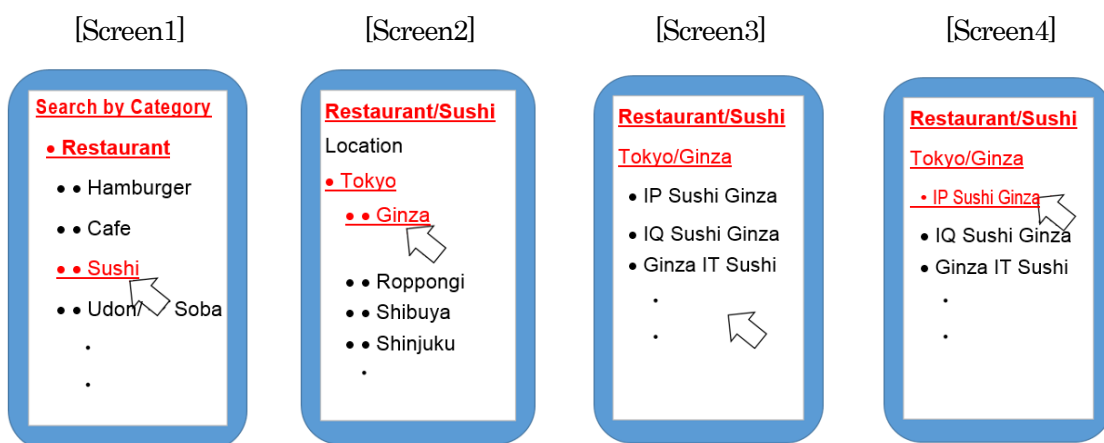 [Screen1]
Search by Category
• Restaurant
• • Hamburger
• • Cafe
• • Sushi
• • Udon/ Soba
•
•
[Screen2]
Restaurant/Sushi
Location
• Tokyo
• • Ginza
• • Roppongi
• • Shibuya
• • Shinjuku
•
[Screen3]
Restaurant/Sushi
Tokyo/Ginza
• IP Sushi Ginza
• IQ Sushi Ginza
• Ginza IT Sushi
•
•
[Screen4]
Restaurant/Sushi
Tokyo/Ginza
• IP Sushi Ginza
• IQ Sushi Ginza
• Ginza IT Sushi
•
•